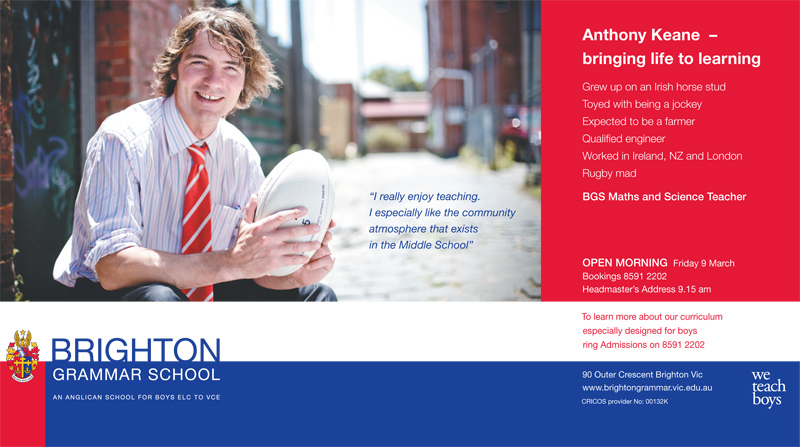 Anthony Keane –
bringing life to learning
Grew up on an Irish horse stud
Toyed with being a jockey
Expected to be a farmer
Qualified engineer
Worked in Ireland, NZ and London
Rugby mad
BGS Maths and Science Teacher
“I really enjoy teaching.
I especially like the community
atmosphere that exists
in the Middle School”
OPEN MORNING Friday 9 March
Bookings 8591 2202
Headmaster's Address 9.15 am
To learn more about our curriculum
especially designed for boys
ring Admissions on 8591 2202
BRIGHTON
GRAMMAR SCHOOL
AN ANGLICAN SCHOOL FOR BOYS ELC TO VCE
90 Outer Crescent Brighton Vic
www.brightongrammar.vic.edu.au
CRICOS provider No: 00132K
we
teach
boys